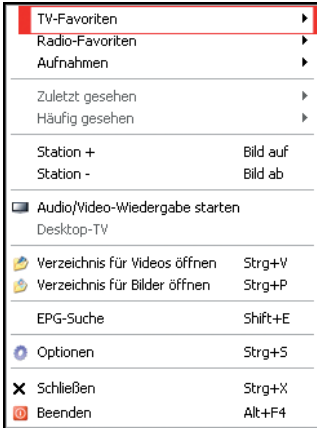 TV-Favoriten
Radio-Favoriten
Aufnahmen
Zuletzt gesehen
Häufig gesehen
Station + Bild auf
Station - Bild ab
Audio/Video-Wiedergabe starten
Desktop-TV
Verzeichnis für Videos öffnen Strg+V
Verzeichnis für Bilder öffnen Strg+P
EPG-Suche Shift+E
Optionen Strg+S
Schließen Strg+X
Beenden Alt+F4